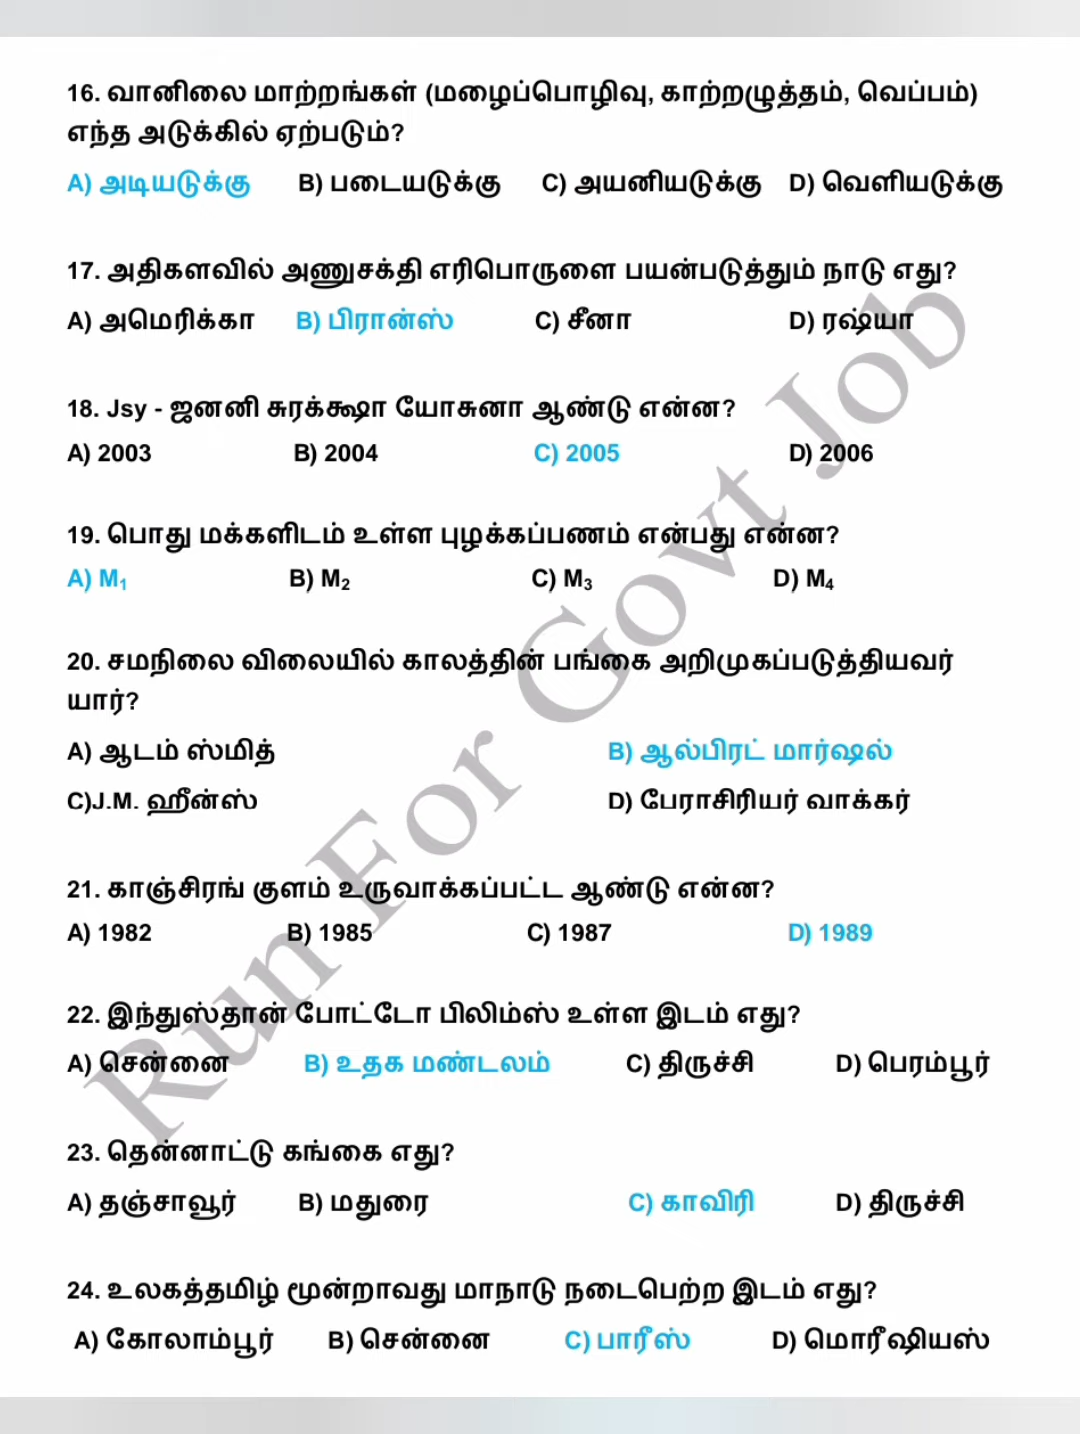 16. வானிலை மாற்றங்கள் (மழைப்பொழிவு, காற்றழுத்தம், வெப்பம்)
எந்த அடுக்கில் ஏற்படும்?
A) அடியடுக்கு B) படையடுக்கு C) அயனியடுக்கு D) வெளியடுக்கு
17. அதிகளவில் அணுசக்தி எரிபொருளை பயன்படுத்தும் நாடு எது?
A) அமெரிக்கா B) பிரான்ஸ் C) சீனா D) ரஷ்யா
18. Jsy - ஜனனி சுரக்க்ஷா யோசுனா ஆண்டு என்ன?
A) 2003 B) 2004 C) 2005 D) 2006
19. பொது மக்களிடம் உள்ள புழக்கப்பணம் என்பது என்ன?
A) M₁ B) M₂ C) M₃ D) M₄
20. சமநிலை விலையில் காலத்தின் பங்கை அறிமுகப்படுத்தியவர்
யார்?
A) ஆடம் ஸ்மித் B) ஆல்பிரட் மார்ஷல்
C)J.M. ஹீன்ஸ் D) பேராசிரியர் வாக்கர்
21. காஞ்சிரங் குளம் உருவாக்கப்பட்ட ஆண்டு என்ன?
A) 1982 B) 1985 C) 1987 D) 1989
22. இந்துஸ்தான் போட்டோ பிலிம்ஸ் உள்ள இடம் எது?
A) சென்னை B) உதக மண்டலம் C) திருச்சி D) பெரம்பூர்
23. தென்னாட்டு கங்கை எது?
A) தஞ்சாவூர் B) மதுரை C) காவிரி D) திருச்சி
24. உலகத்தமிழ் மூன்றாவது மாநாடு நடைபெற்ற இடம் எது?
A) கோலாம்பூர் B) சென்னை C) பாரீஸ் D) மொரீஷியஸ்
Run For Govt Job